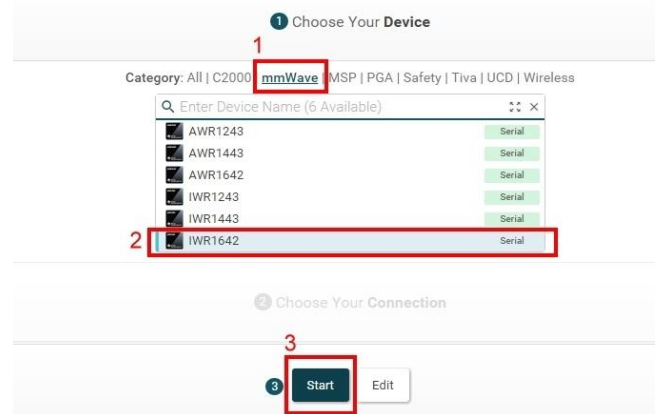 1 Choose Your Device
1
Category: All | C2000 | mmWave | MSP | PGA | Safety | Tiva | UCD | Wireless
Enter Device Name (6 Available)
AWR1243 Serial
AWR1443 Serial
AWR1642 Serial
IWR1243 Serial
IWR1443 Serial
2 IWR1642 Serial
2 Choose Your Connection
3
3 Start Edit